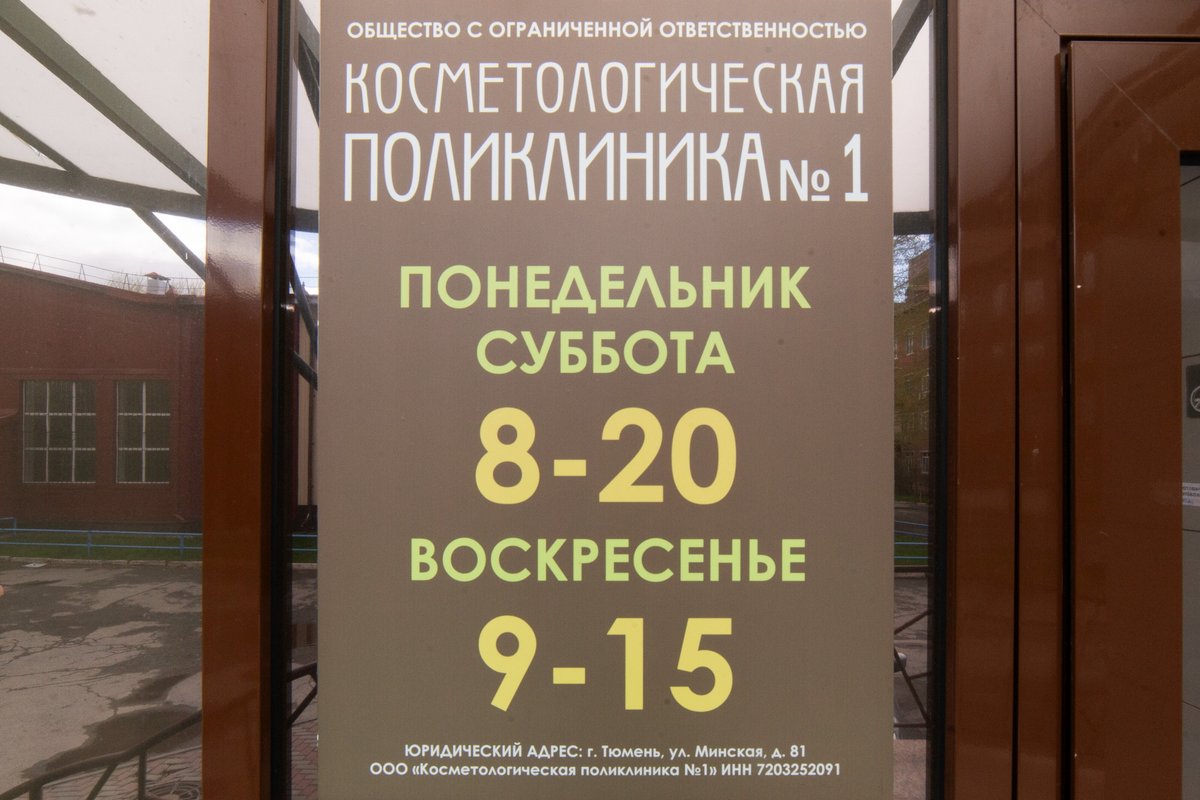 ОБЩЕСТВО С ОГРАНИЧЕННОЙ ОТВЕТСТВЕННОСТЬЮ
КОСМЕТОЛОГИЧЕСКАЯ
ПОЛИКЛИНИКА № 1
ПОНЕДЕЛЬНИК
СУББОТА
8-20
ВОСКРЕСЕНЬЕ
9-15
ЮРИДИЧЕСКИЙ АДРЕС: г. Тюмень, ул. Минская, д. 81
ООО «Косметологическая поликлиника №1» ИНН 7203252091